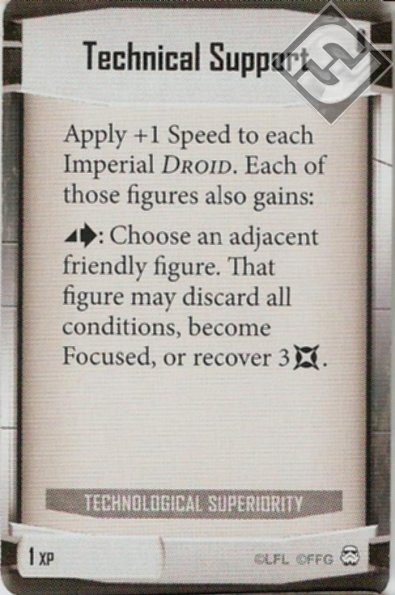 Technical Support
Apply +1 Speed to each
Imperial DROID. Each of
those figures also gains:
: Choose an adjacent
friendly figure. That
figure may discard all
conditions, become
Focused, or recover 3.
TECHNOLOGICAL SUPERIORITY
1 XP
©LFL ©FFG